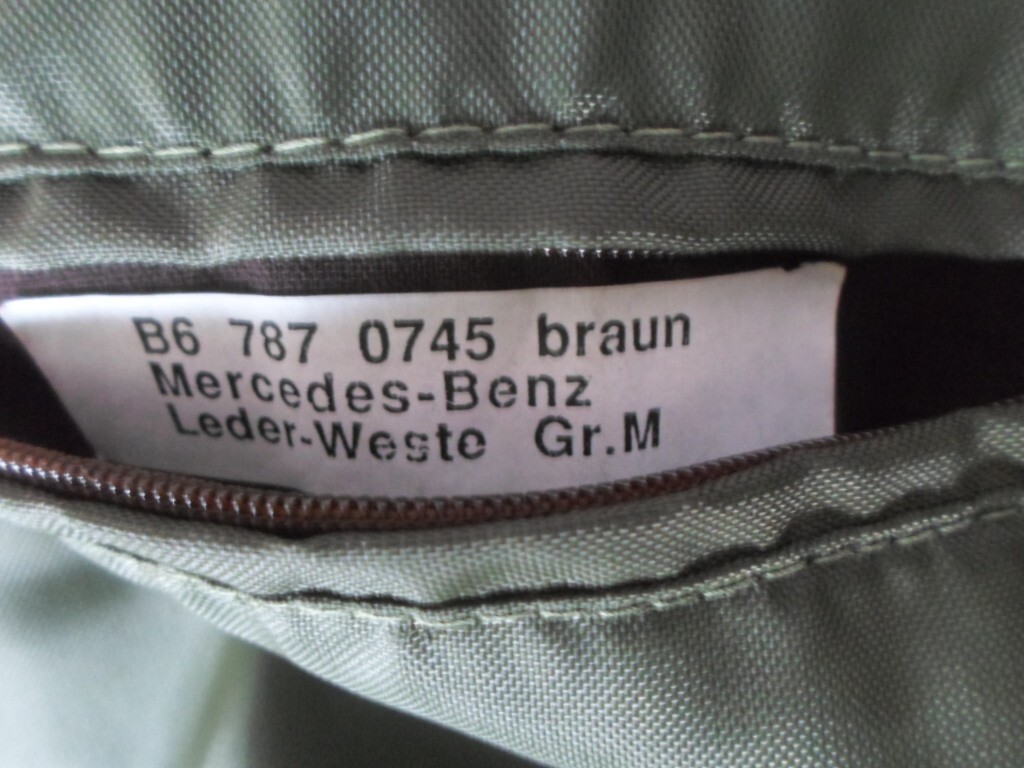 B6 787 0745 braun
Mercedes-Benz
Leder-Weste Gr.M